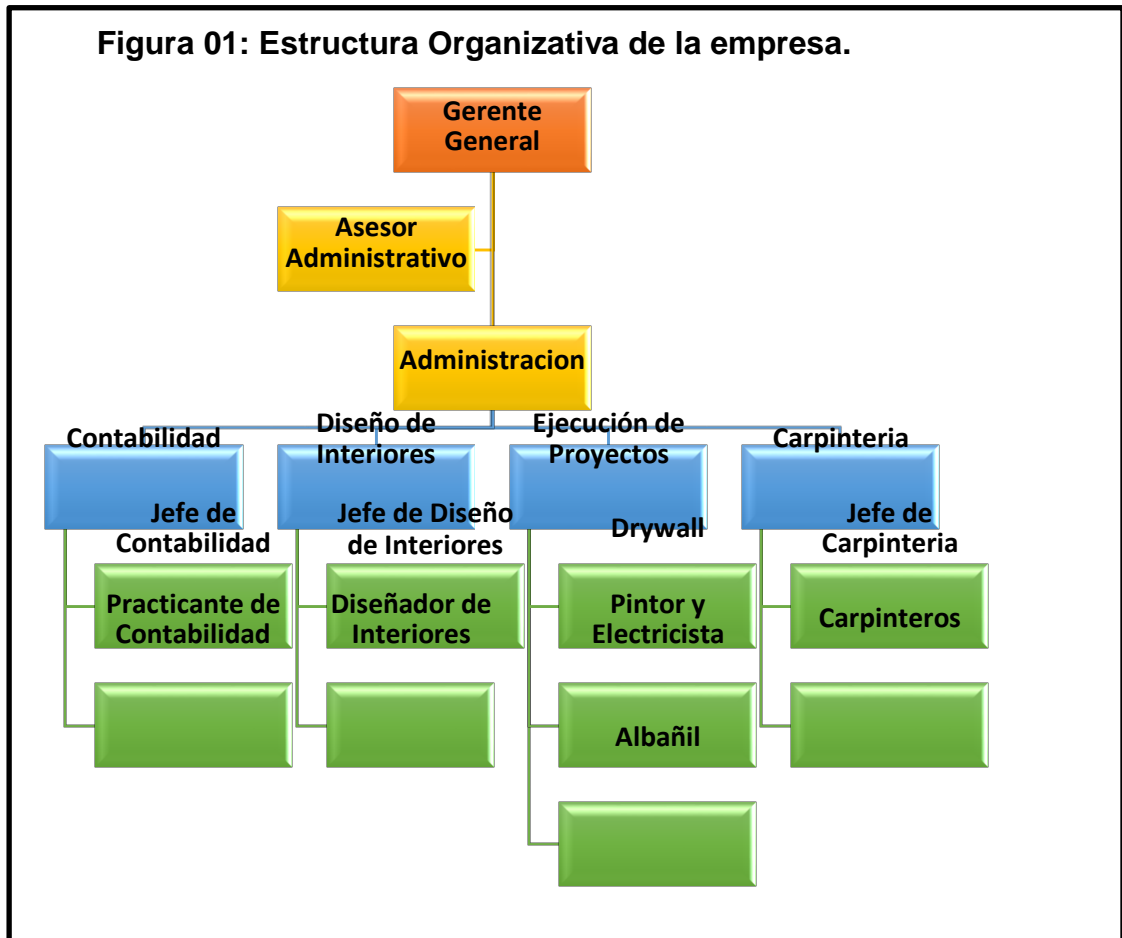 Figura 01: Estructura Organizativa de la empresa.
Gerente
General
Asesor
Administrativo
Administracion
Contabilidad
Diseño de
Interiores
Ejecución de
Proyectos
Carpinteria
Jefe de
Contabilidad
Practicante de
Contabilidad
Jefe de Diseño
de Interiores
Diseñador de
Interiores
Drywall
Pintor y
Electricista
Albañil
Jefe de
Carpinteria
Carpinteros